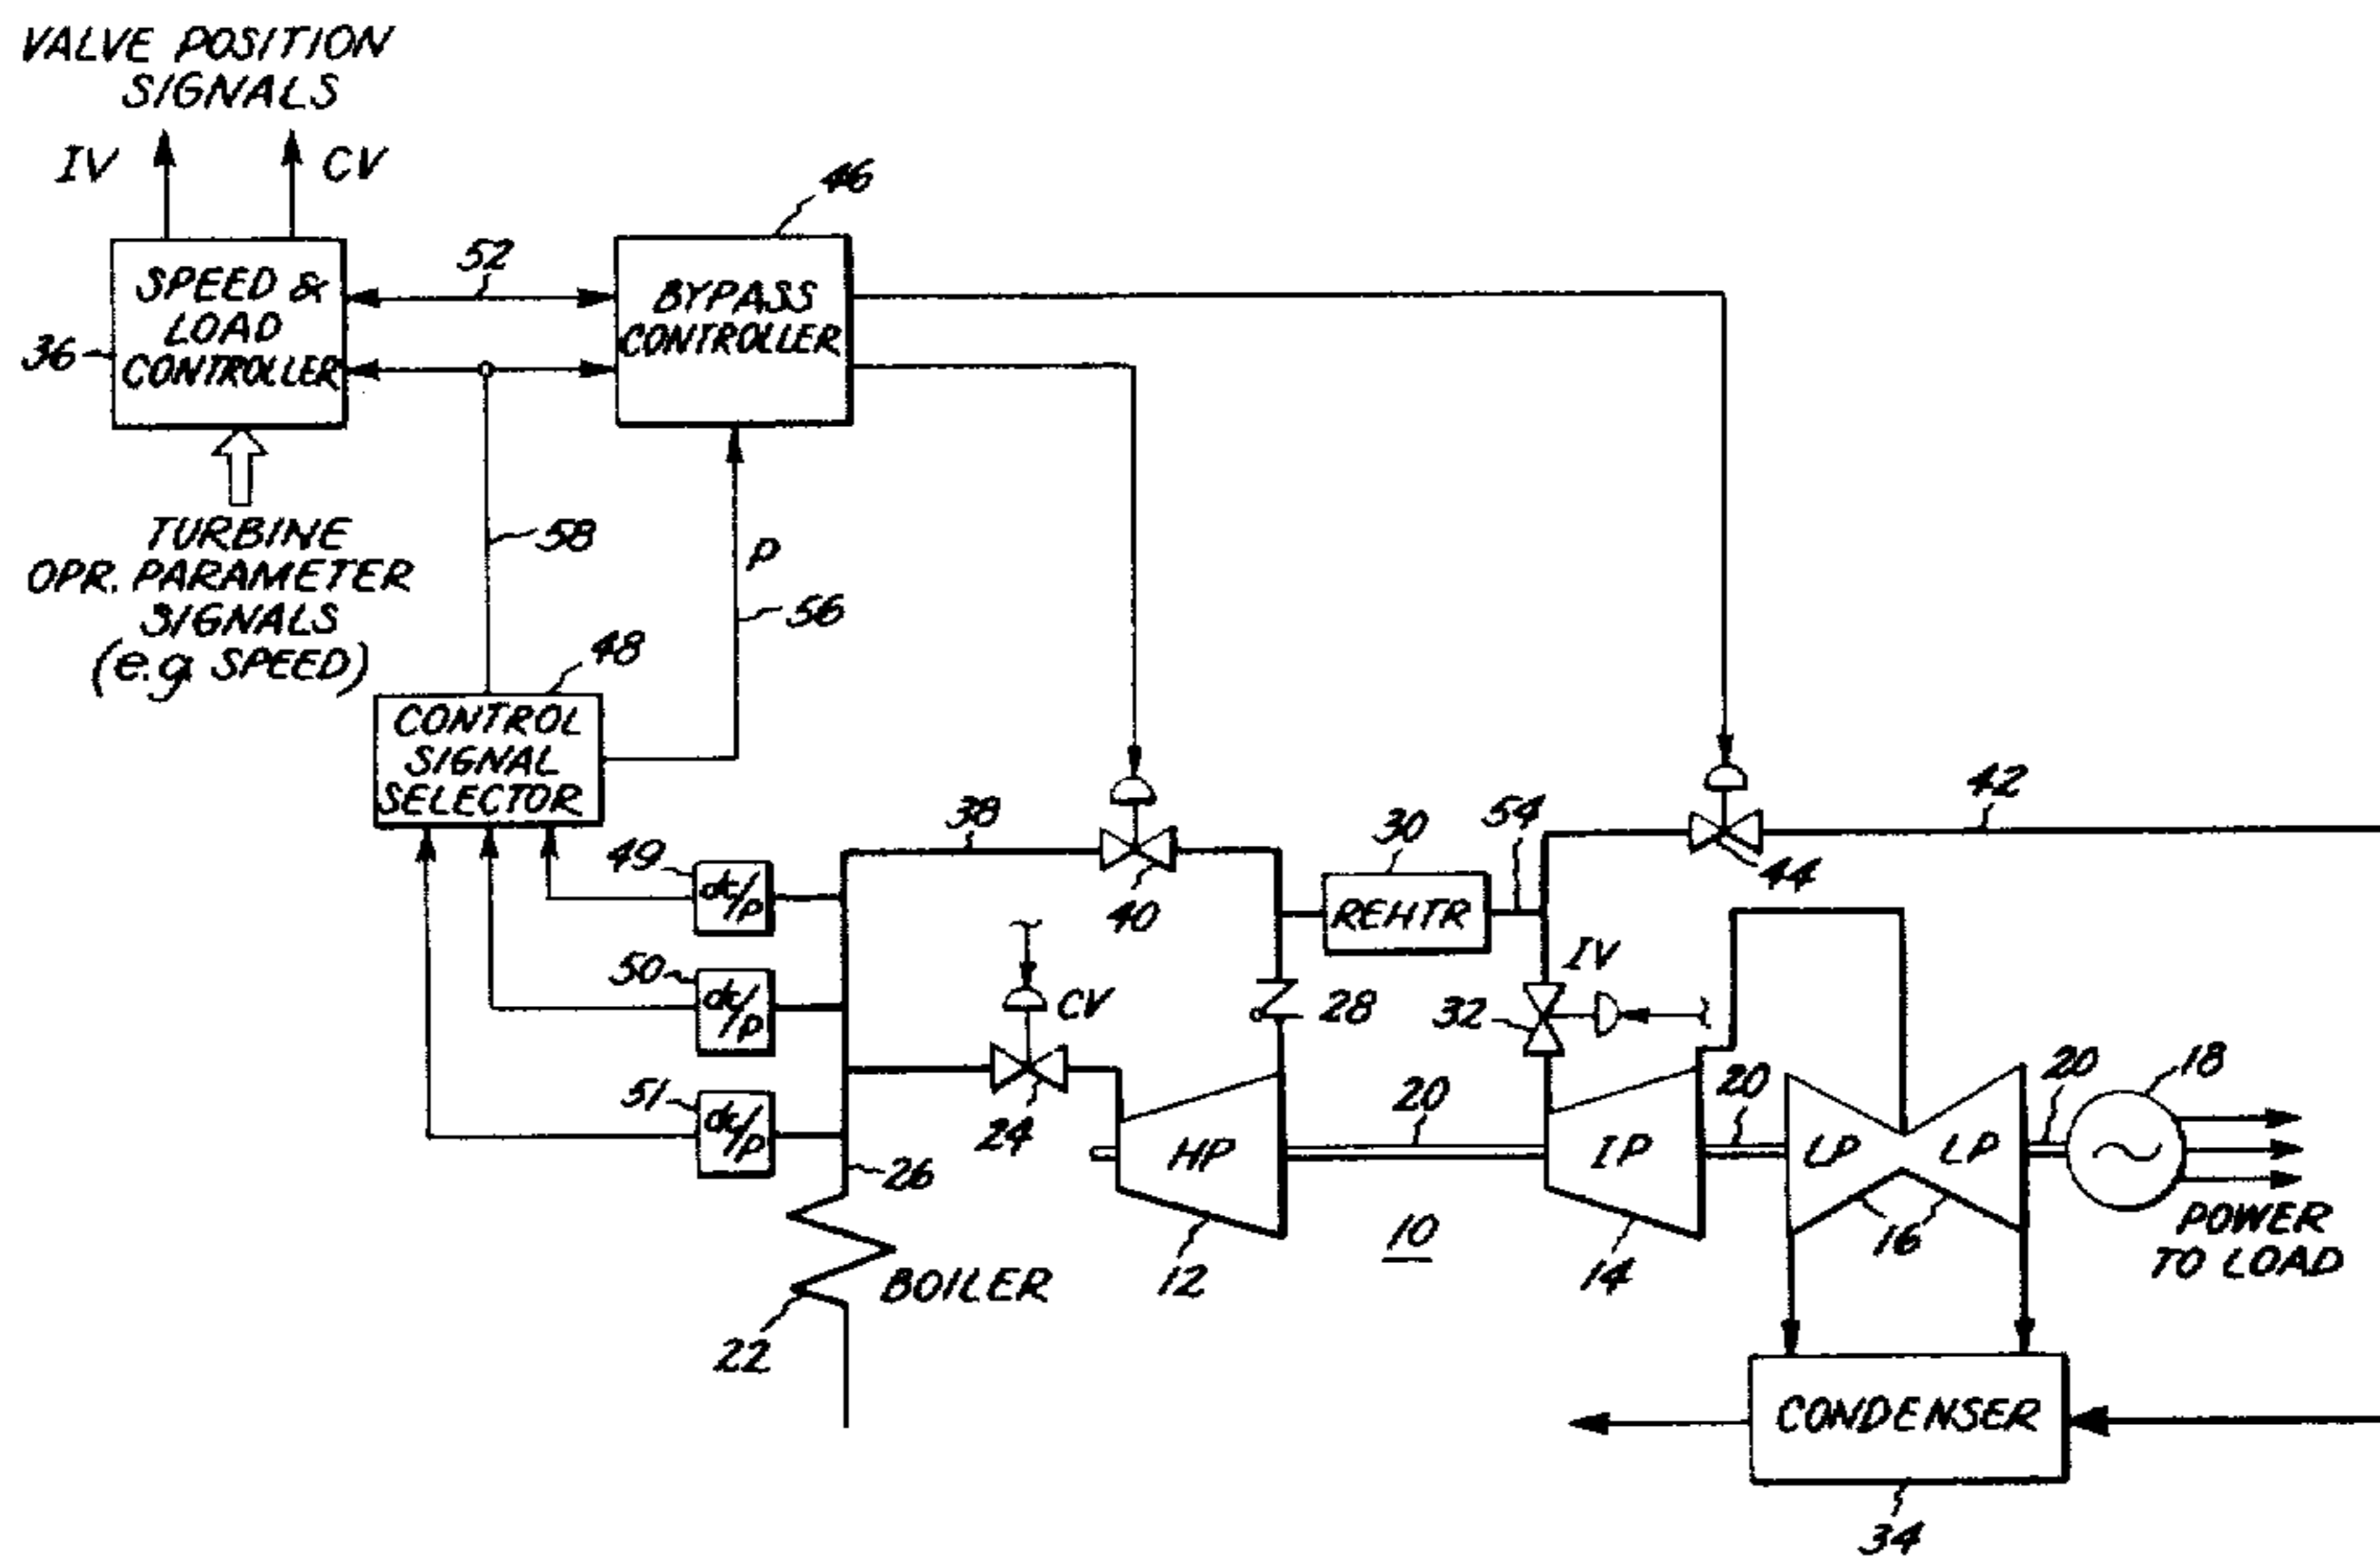 VALVE POSITION
SIGNALS
IV
CV
46
52
SPEED &
LOAD
CONTROLLER
BYPASS
CONTROLLER
36
TURBINE
OPR. PARAMETER
SIGNALS
(e.g. SPEED)
58
P
56
48
CONTROL
SIGNAL
SELECTOR
38
42
30
54
44
49
dc/P
40
REHTR
50
dc/P
CV
28
IV
32
51
dc/P
24
26
HP
20
IP
20
LP
LP
20
18
BOILER
12
10
14
16
POWER
TO LOAD
22
CONDENSER
34